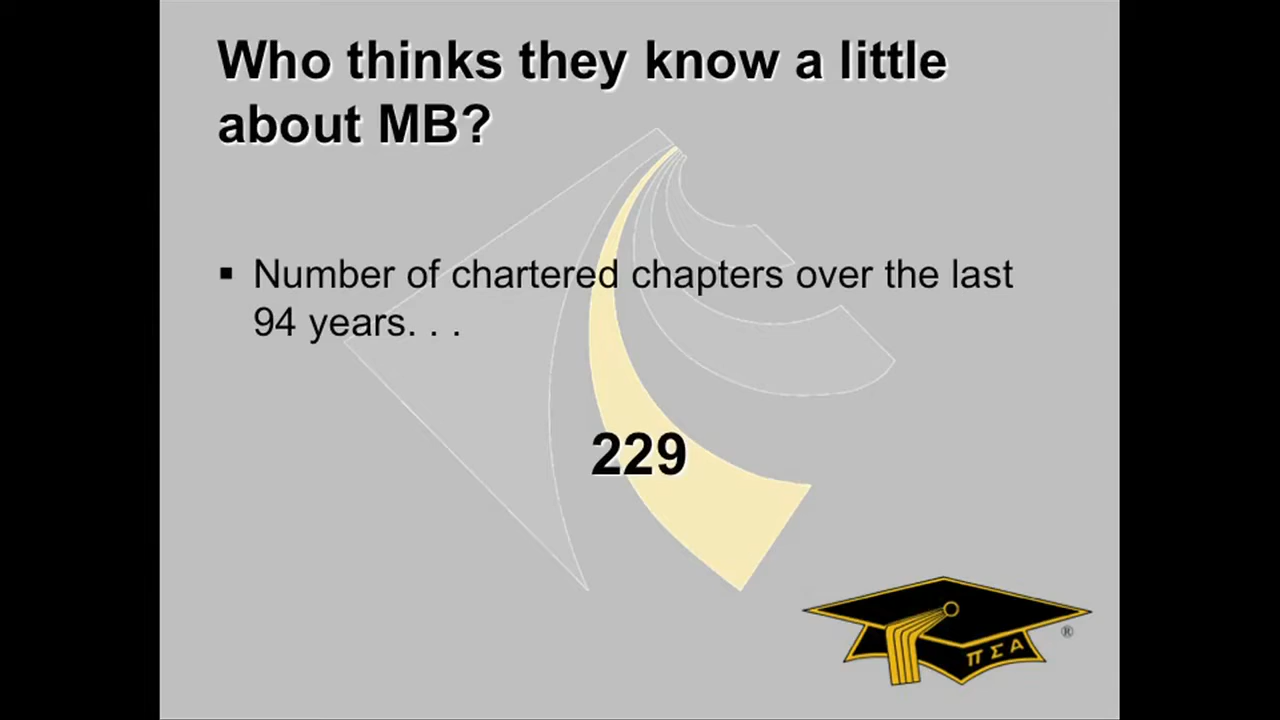 Who thinks they know a little
about MB?
▪ Number of chartered chapters over the last
94 years. . .
229
®
ΠΣΑ